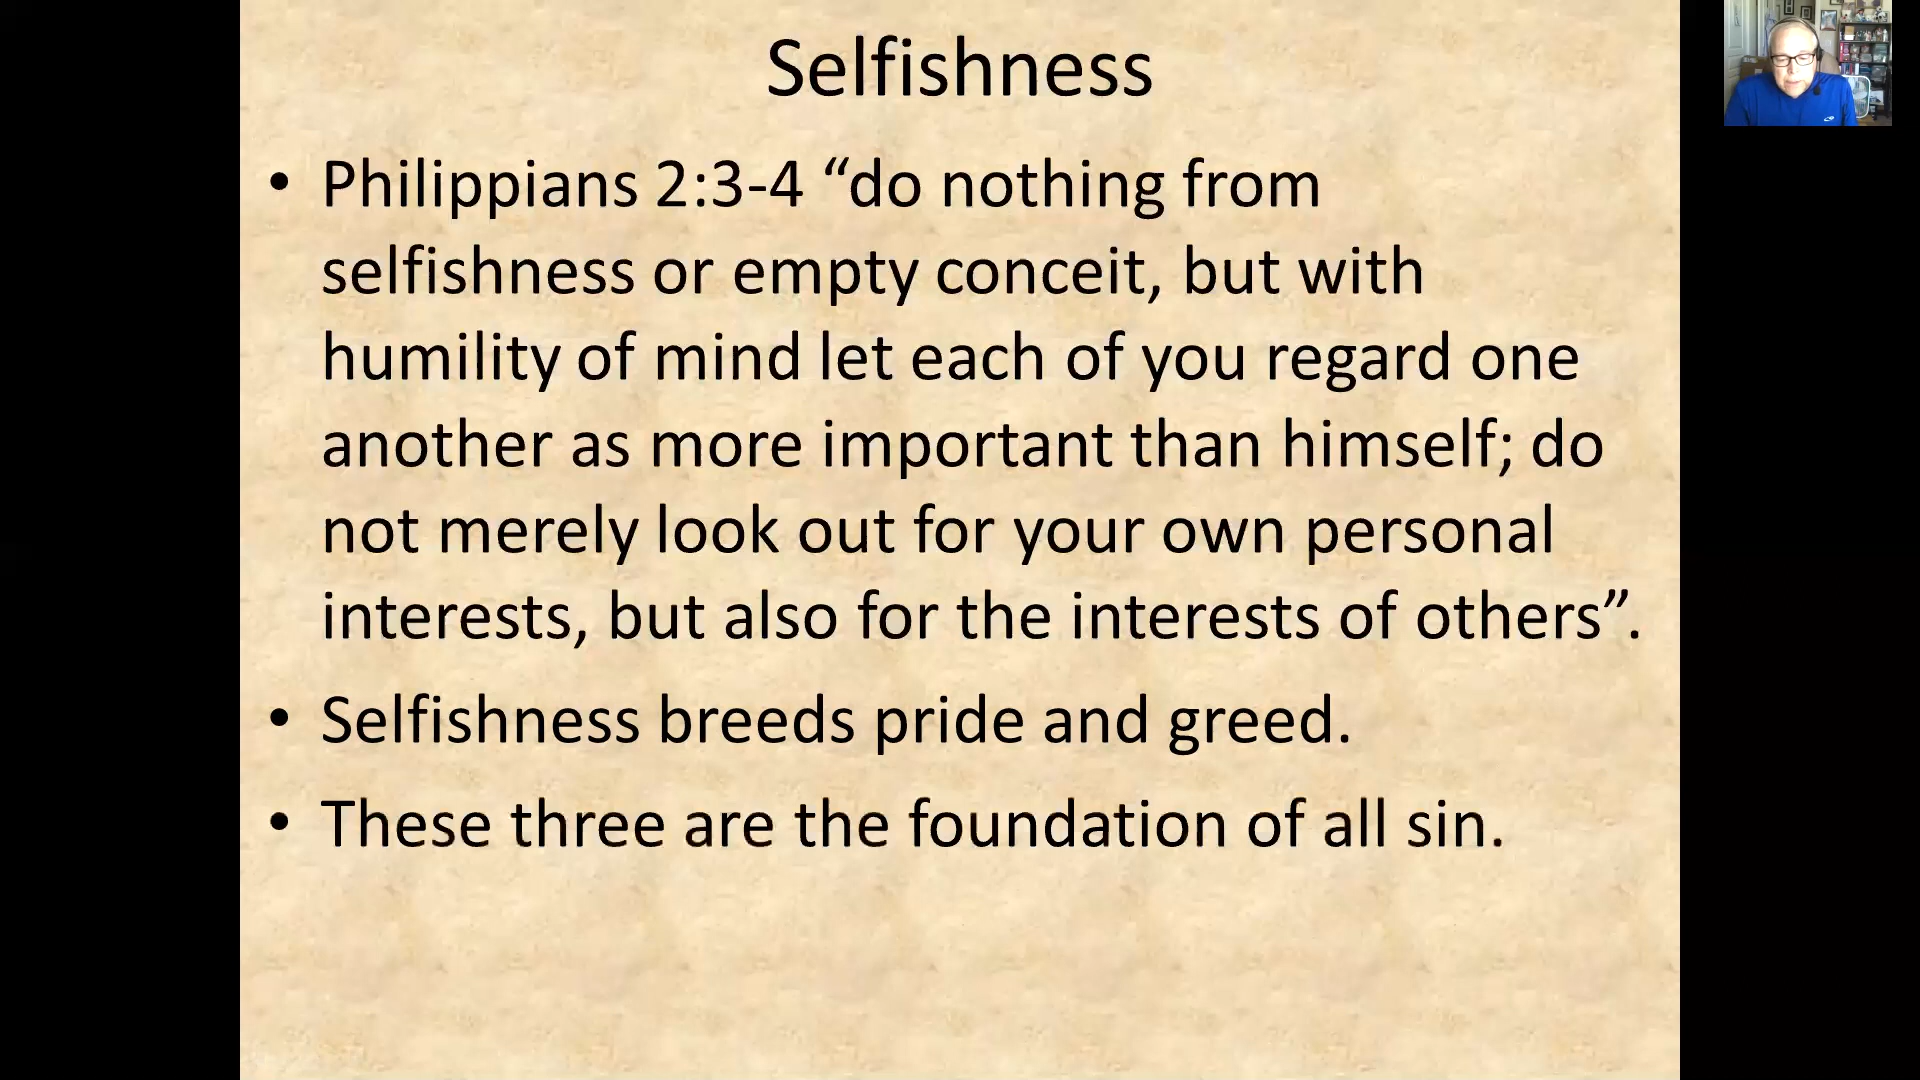 Selfishness
• Philippians 2:3-4 “do nothing from
selfishness or empty conceit, but with
humility of mind let each of you regard one
another as more important than himself; do
not merely look out for your own personal
interests, but also for the interests of others”.
• Selfishness breeds pride and greed.
• These three are the foundation of all sin.